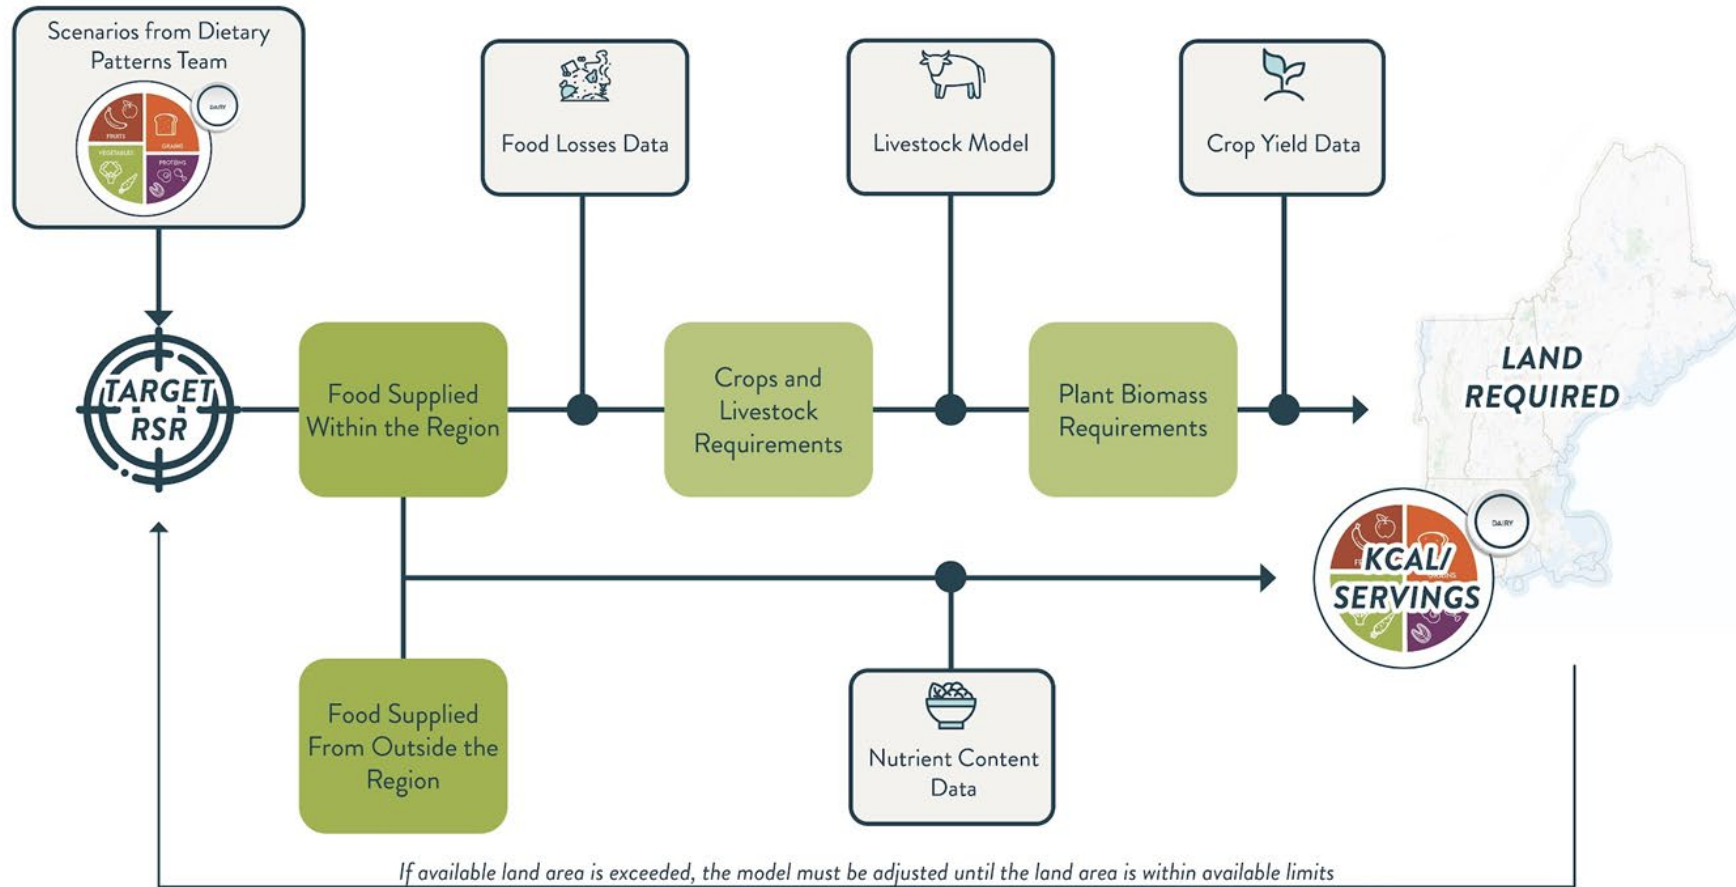 Scenarios from Dietary
Patterns Team
DAIRY
FRUITS
GRAINS
VEGETABLES
PROTEINS
Food Losses Data
Livestock Model
Crop Yield Data
TARGET
RSR
Food Supplied
Within the Region
Crops and
Livestock
Requirements
Plant Biomass
Requirements
LAND
REQUIRED
DAIRY
KCAL/
SERVINGS
Food Supplied
From Outside the
Region
Nutrient Content
Data
If available land area is exceeded, the model must be adjusted until the land area is within available limits